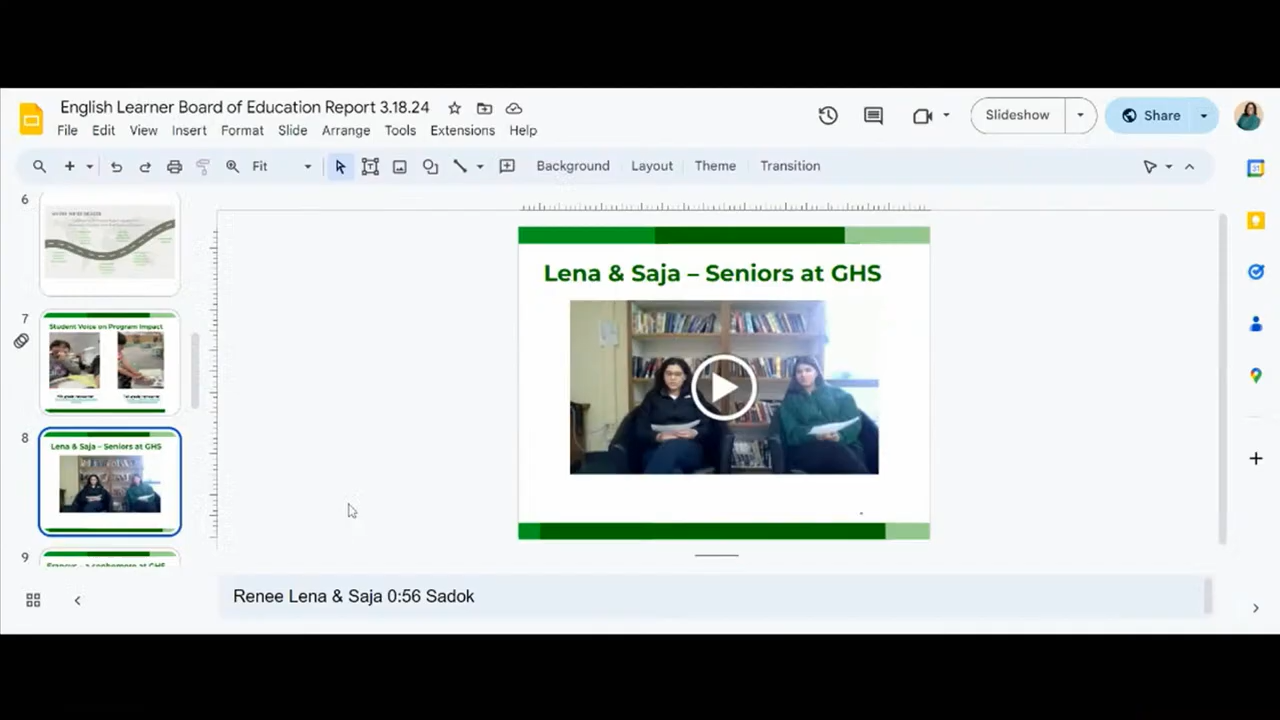 English Learner Board of Education Report 3.18.24
File Edit View Insert Format Slide Arrange Tools Extensions Help
Slideshow
Share
Fit
Background Layout Theme Transition
6
7
Student Voice on Program Impact
8
Lena & Saja – Seniors at GHS
9
Lena & Saja – Seniors at GHS
Renee Lena & Saja 0:56 Sadok